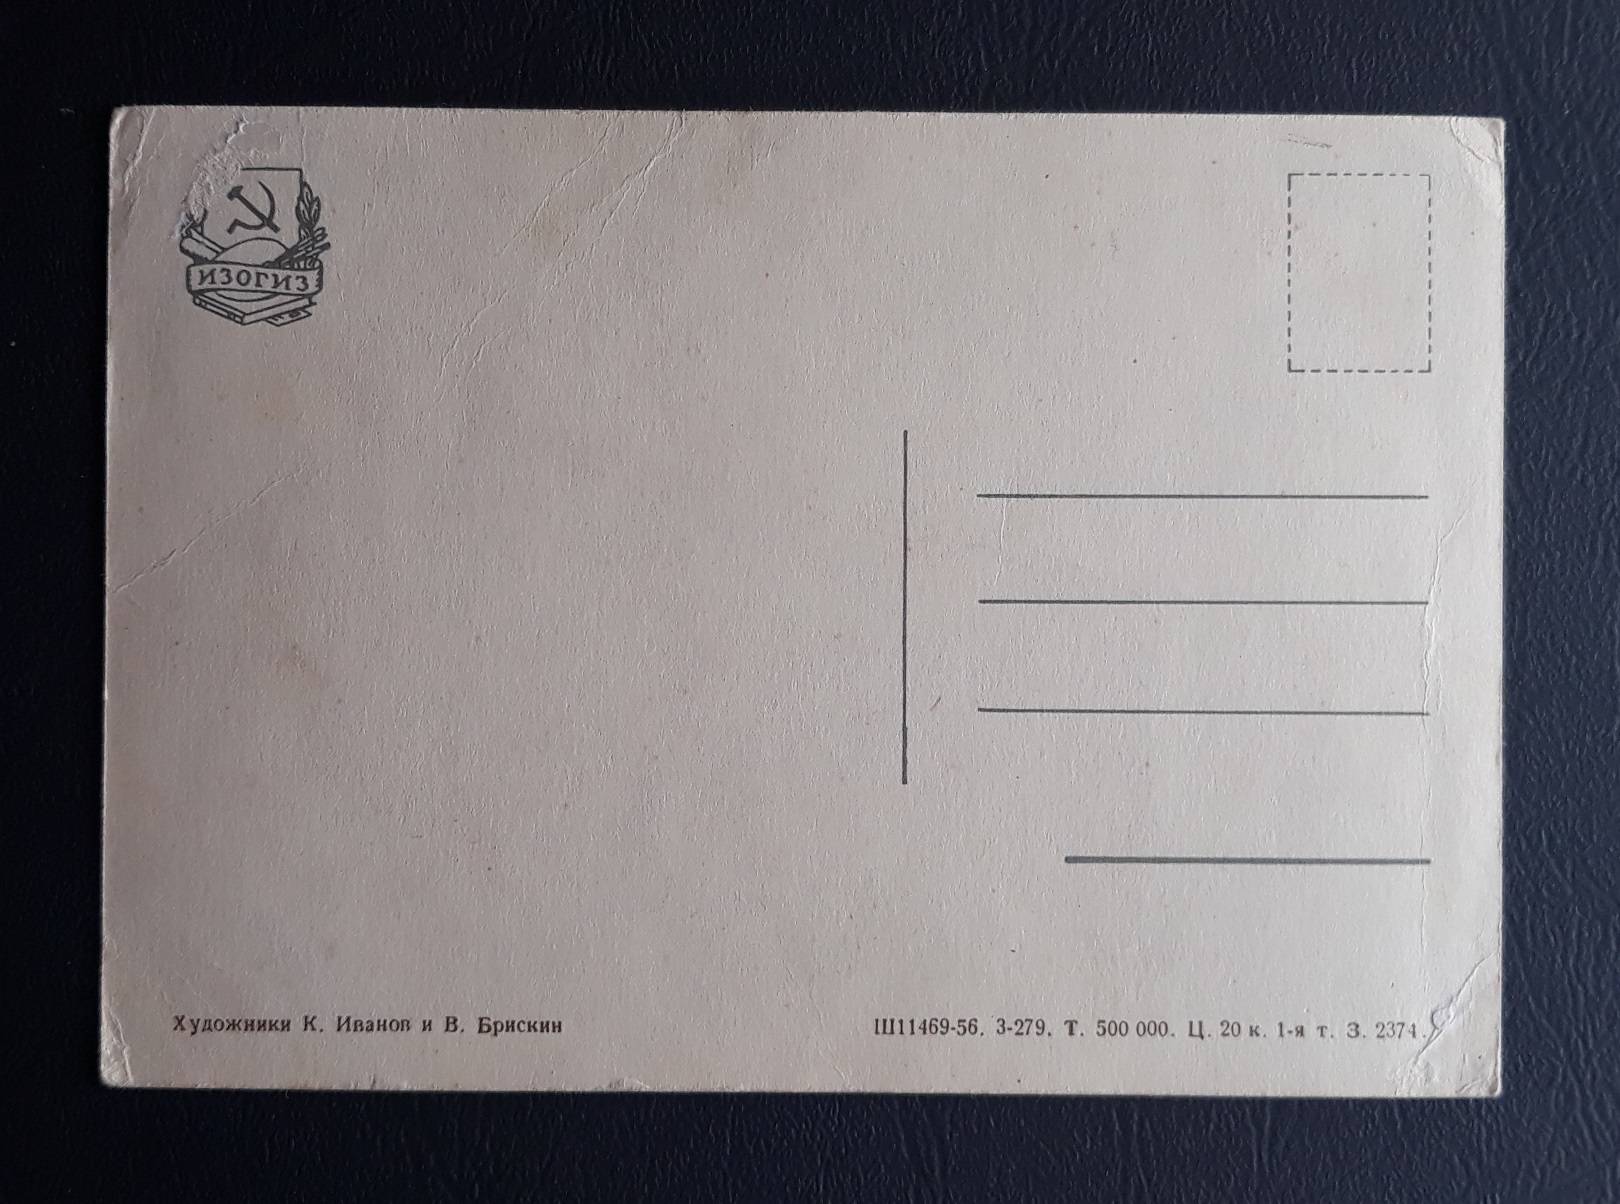 ИЗОГИЗ
Художники К. Иванов и В. Брискин
Ш11469-56. 3-279. Т. 500 000. Ц. 20 к. 1-я т. З. 2374.